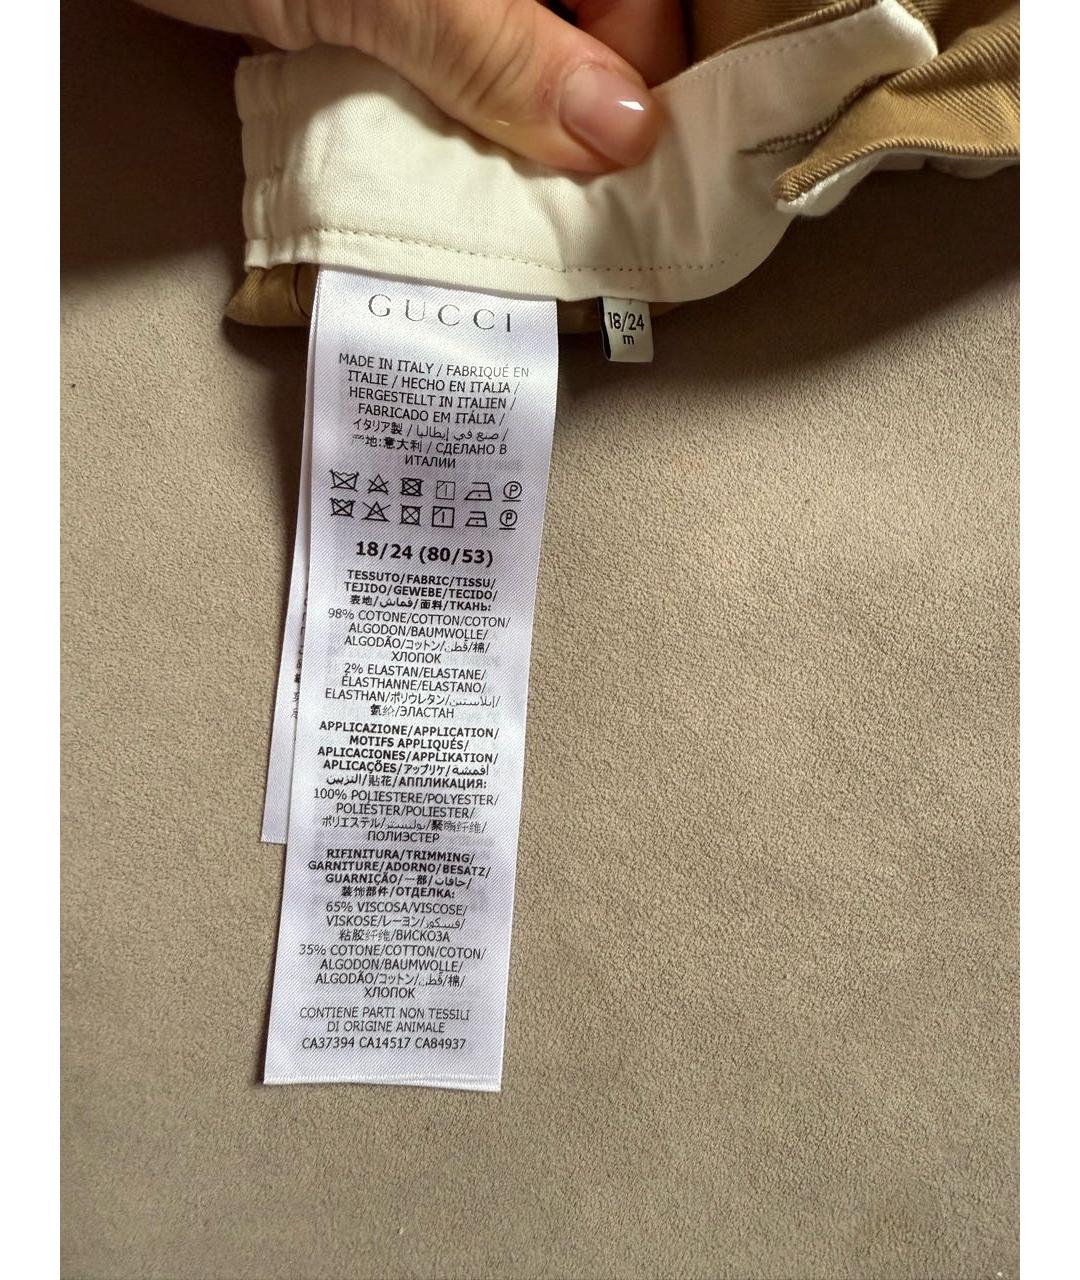 GUCCI
18/24
m
MADE IN ITALY / FABRIQUÉ EN
ITALIE / HECHO EN ITALIA /
HERGESTELLT IN ITALIEN /
FABRICADO EM ITÁLIA /
イタリア製 / صنع في إيطاليا /
地:意大利 / СДЕЛАНО В
ИТАЛИИ
18/24 (80/53)
TESSUTO/FABRIC/TISSU/
TEJIDO/GEWEBE/TECIDO/
表地/قماش/面料/ТКАНЬ:
98% COTONE/COTTON/COTON/
ALGODON/BAUMWOLLE/
ALGODÃO/コットン/قطن/棉/
ХЛОПОК
2% ELASTAN/ELASTANE/
ÉLASTHANNE/ELASTANO/
ELASTHAN/ポリウレタン/إيلاستين/
氨纶/ЭЛАСТАН
APPLICAZIONE/APPLICATION/
MOTIFS APPLIQUÉS/
APLICACIONES/APPLIKATION/
APLICAÇÕES/アップリケ/أقمشة
التزيين/贴花/АППЛИКАЦИЯ:
100% POLIESTERE/POLYESTER/
POLIÉSTER/POLIESTER/
ポリエステル/بوليستر/聚酯纤维/
ПОЛИЭСТЕР
RIFINITURA/TRIMMING/
GARNITURE/ADORNO/BESATZ/
GUARNIÇÃO/一部/حافات/
装饰部件/ОТДЕЛКА:
65% VISCOSA/VISCOSE/
VISKOSE/レーヨン/فسكوز/
粘胶纤维/ВИСКОЗА
35% COTONE/COTTON/COTON/
ALGODON/BAUMWOLLE/
ALGODÃO/コットン/قطن/棉/
ХЛОПОК
CONTIENE PARTI NON TESSILI
DI ORIGINE ANIMALE
CA37394 CA14517 CA84937